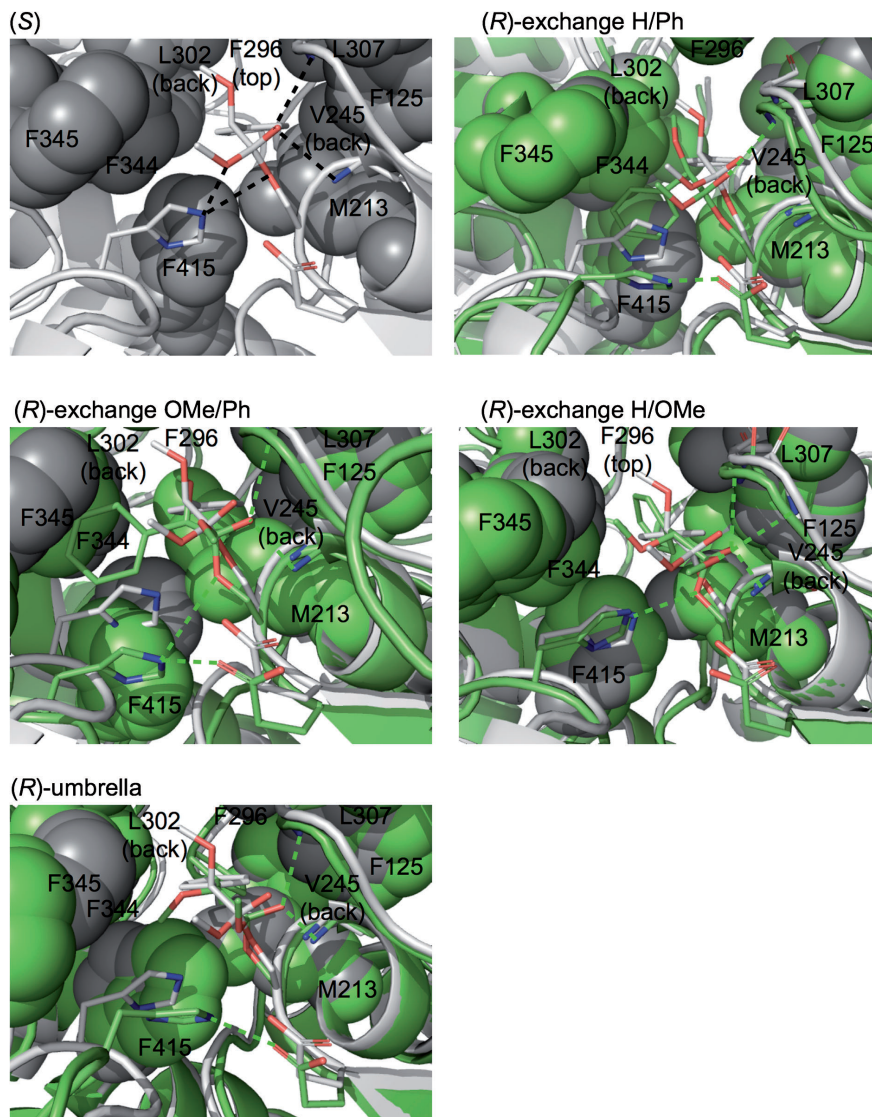 (S)
L302
(back)
F296
(top)
L307
F125
V245
(back)
F345
F344
M213
F415
(R)-exchange H/Ph
F296
L302
(back)
L307
F345
F344
F125
V245
(back)
M213
F415
(R)-exchange OMe/Ph
L302
(back)
F296
L307
F125
F345
F344
V245
(back)
M213
F415
(R)-exchange H/OMe
L302
(back)
F296
(top)
L307
F345
F125
F344
V245
(back)
M213
F415
(R)-umbrella
L302
(back)
F296
L307
F125
F345
F344
V245
(back)
M213
F415